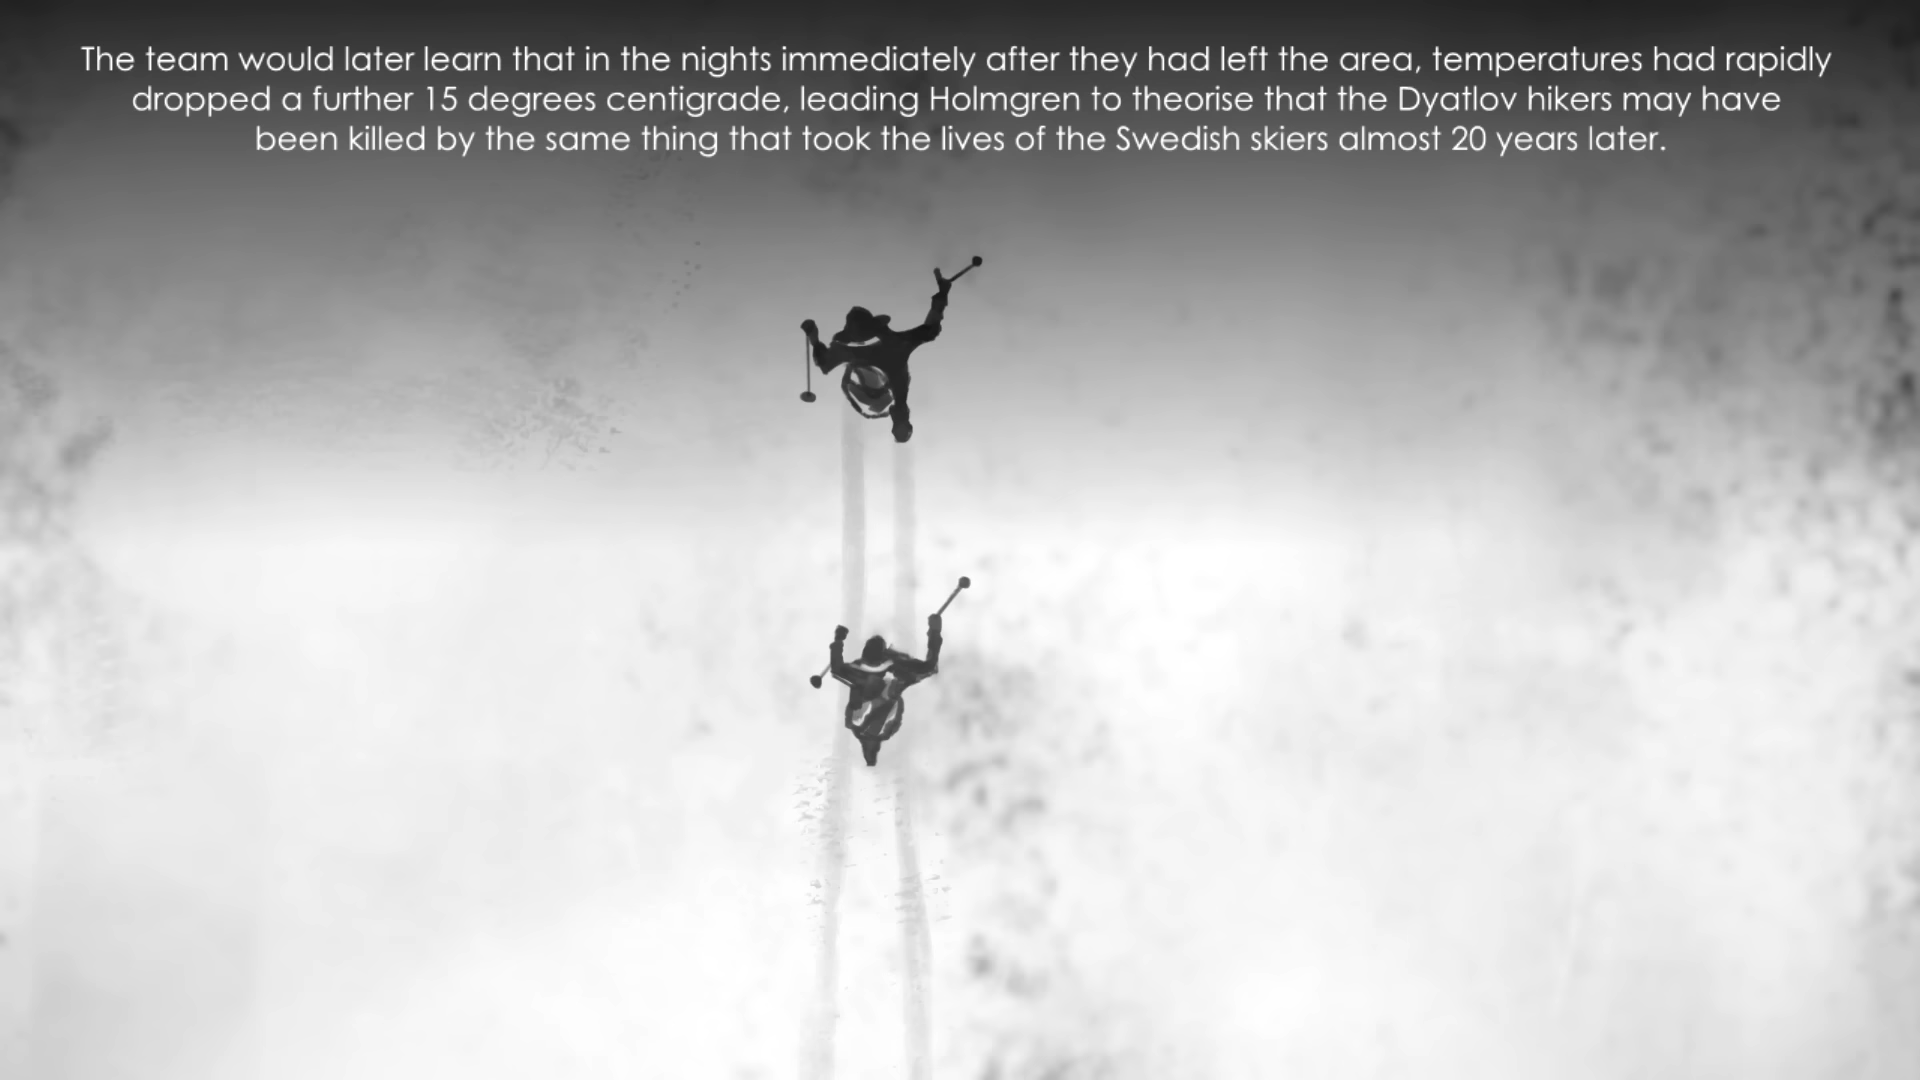 The team would later learn that in the nights immediately after they had left the area, temperatures had rapidly
dropped a further 15 degrees centigrade, leading Holmgren to theorise that the Dyatlov hikers may have
been killed by the same thing that took the lives of the Swedish skiers almost 20 years later.